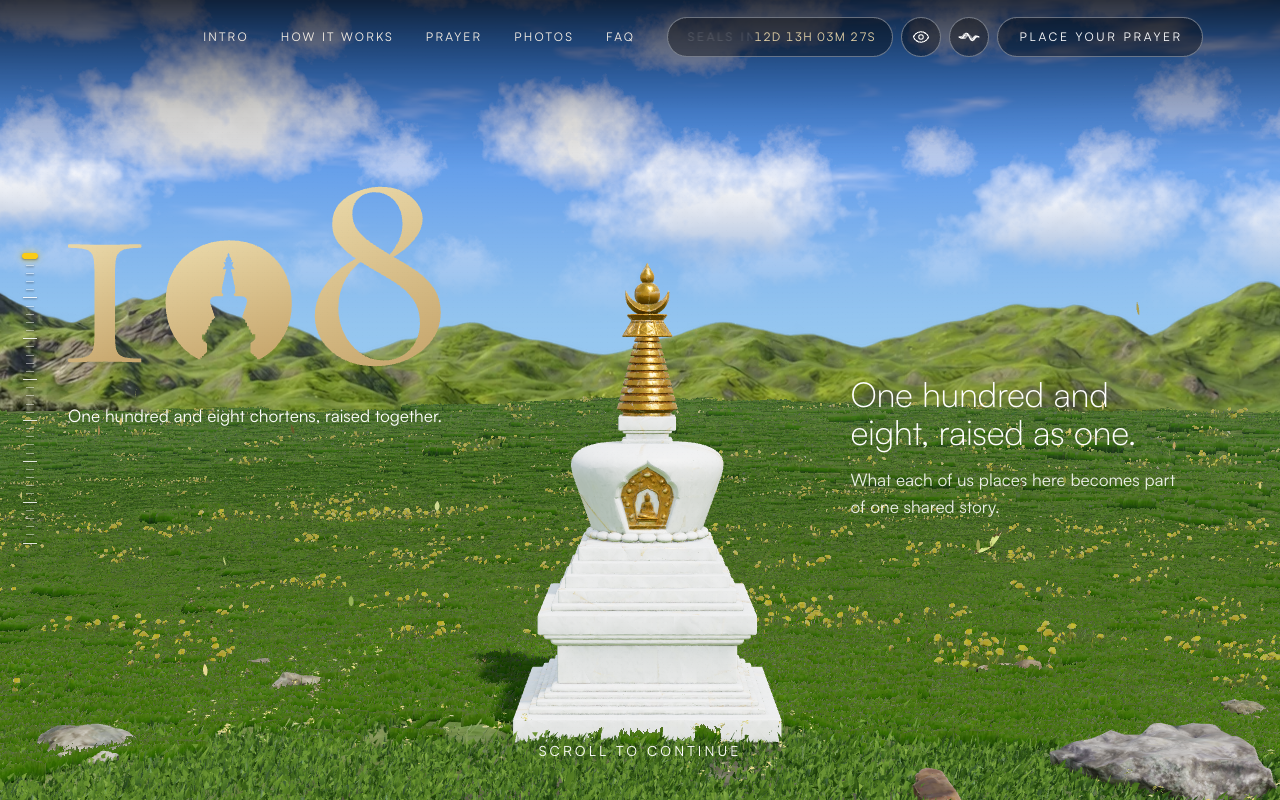 INTRO
HOW IT WORKS
PRAYER
PHOTOS
FAQ
SEALS IN 12D 13H 03M 27S
PLACE YOUR PRAYER
108
One hundred and eight chortens, raised together.
One hundred and
eight, raised as one.
What each of us places here becomes part
of one shared story.
SCROLL TO CONTINUE